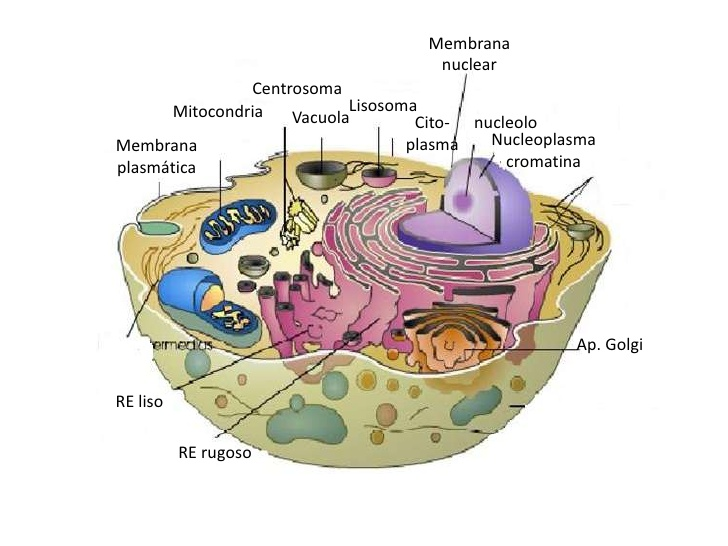 Membrana
nuclear
Centrosoma
Mitocondria
Vacuola
Lisosoma
Cito-
plasma
nucleolo
Nucleoplasma
cromatina
Membrana
plasmática
ermedios
Ap. Golgi
RE liso
RE rugoso